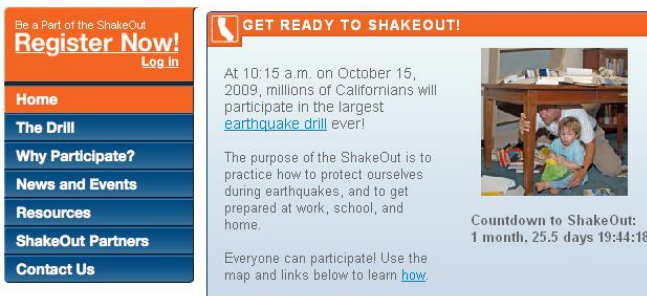 Be a Part of the ShakeOut
Register Now!
Log in
Home
The Drill
Why Participate?
News and Events
Resources
ShakeOut Partners
Contact Us
GET READY TO SHAKEOUT!
At 10:15 a.m. on October 15,
2009, millions of Californians will
participate in the largest
earthquake drill ever!
The purpose of the ShakeOut is to
practice how to protect ourselves
during earthquakes, and to get
prepared at work, school, and
home.
Everyone can participate! Use the
map and links below to learn how.
Countdown to ShakeOut:
1 month, 25.5 days 19:44:18